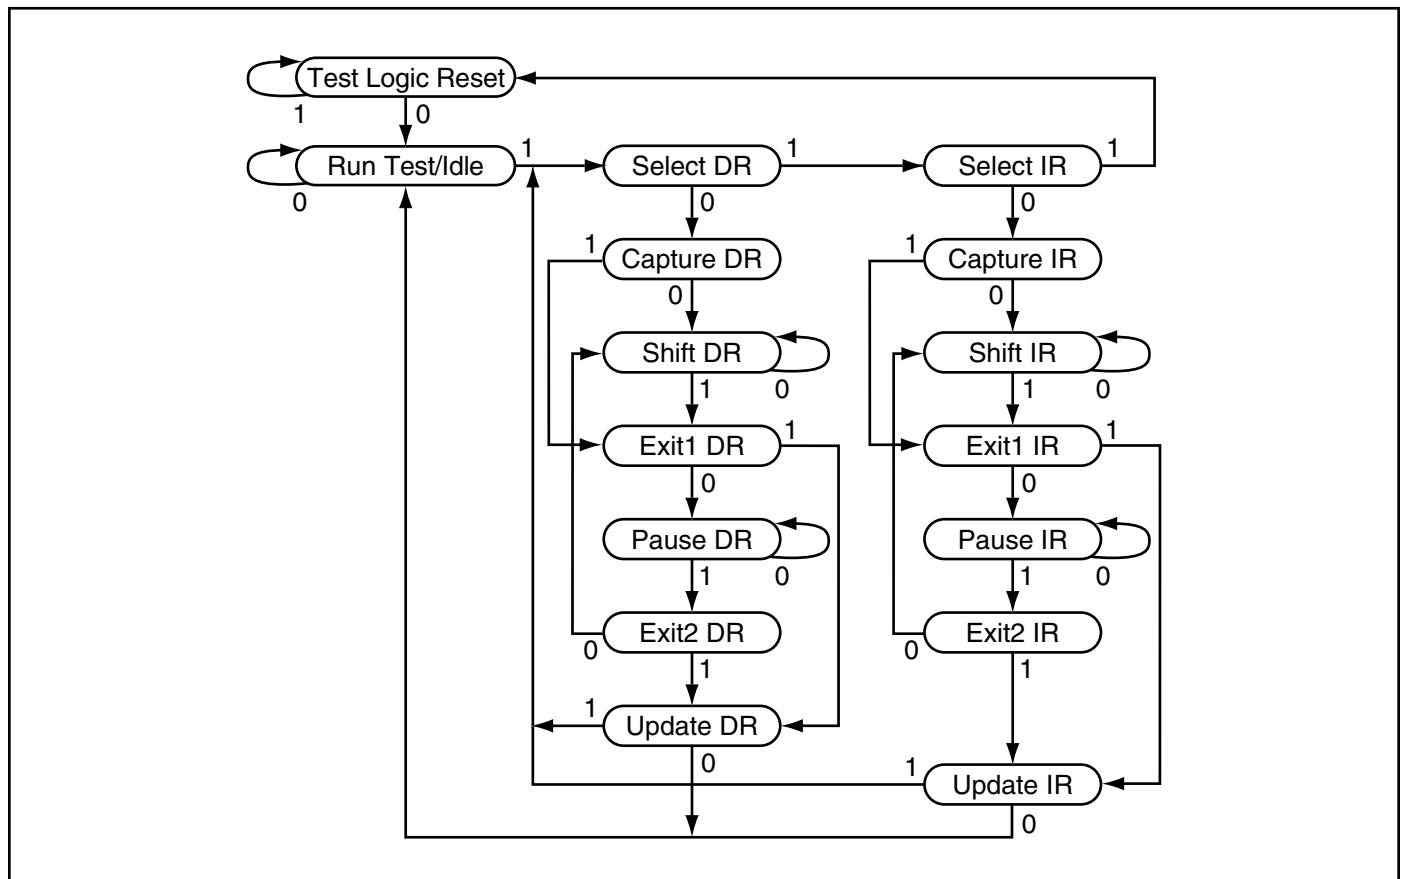 Test Logic Reset
1
0
Run Test/Idle
1
Select DR
1
Select IR
1
0
0
0
1
Capture DR
1
Capture IR
0
0
Shift DR
Shift IR
1
0
1
0
Exit1 DR
1
Exit1 IR
1
0
0
Pause DR
Pause IR
1
0
1
0
Exit2 DR
Exit2 IR
0
1
0
1
1
Update DR
0
1
Update IR
0